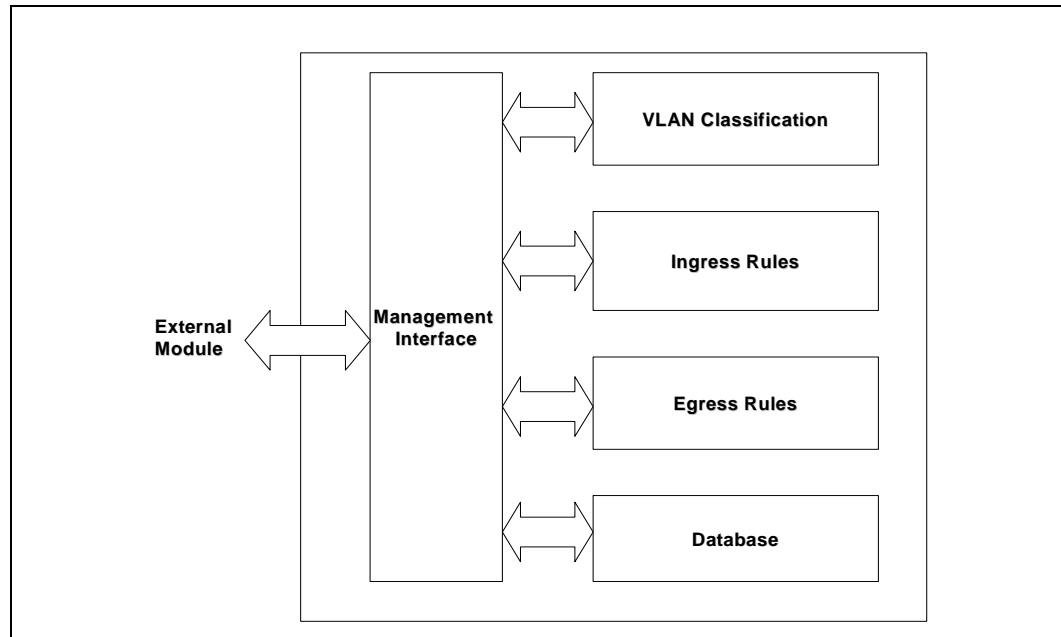 VLAN Classification
Ingress Rules
External
Module
Management
Interface
Egress Rules
Database